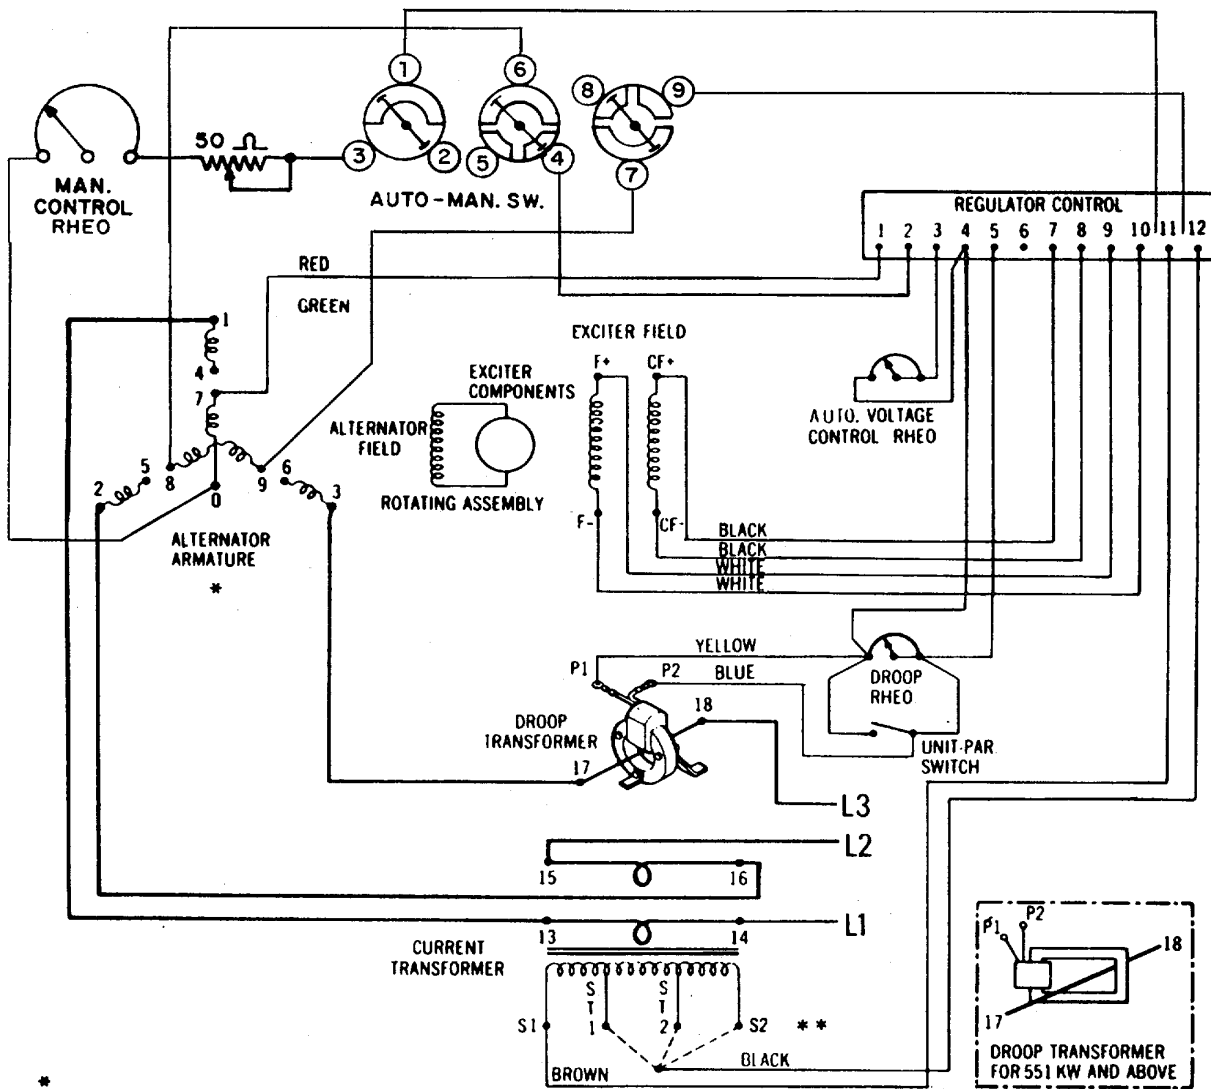 1
6
8
9
50 Ω
3
2
5
4
7
MAN.
CONTROL
RHEO
AUTO-MAN. SW.
REGULATOR CONTROL
1 2 3 4 5 6 7 8 9 10 11 12
RED
GREEN
1
4
7
EXCITER FIELD
F+
CF+
EXCITER
COMPONENTS
ALTERNATOR
FIELD
ROTATING ASSEMBLY
AUTO. VOLTAGE
CONTROL RHEO
2
5
8
0
9
6
3
F-
CF-
ALTERNATOR
ARMATURE
*
BLACK
BLACK
WHITE
WHITE
YELLOW
P1
P2
BLUE
DROOP
RHEO
18
DROOP
TRANSFORMER
17
UNIT-PAR.
SWITCH
L3
L2
15
16
L1
13
14
CURRENT
TRANSFORMER
S1
ST1
ST2
S2
**
BROWN
BLACK
P1
P2
18
17
DROOP TRANSFORMER
FOR 551 KW AND ABOVE
*